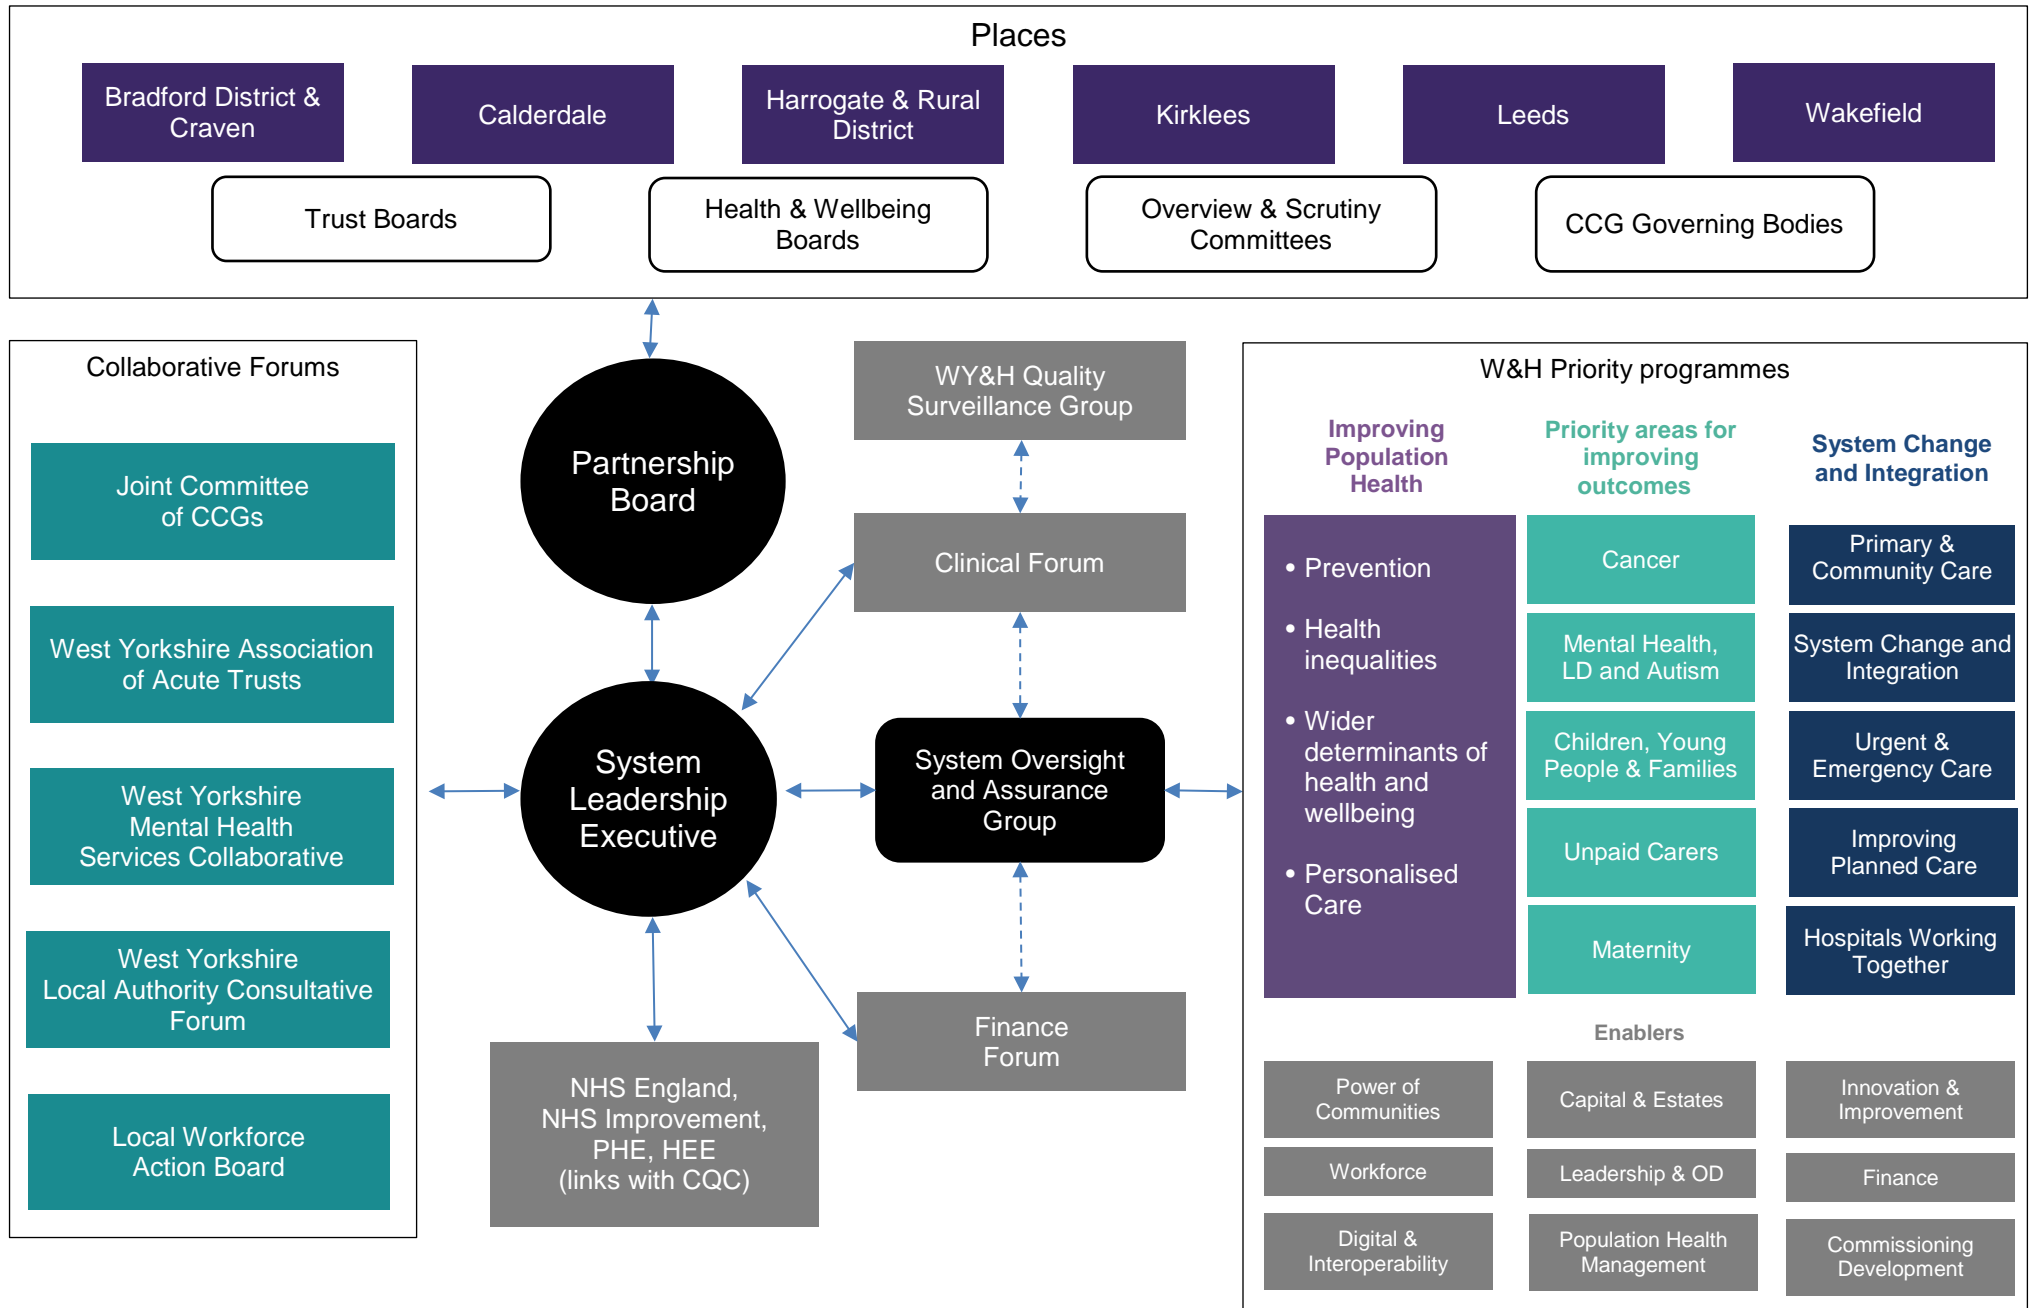 Places
Bradford District &
Craven
Calderdale
Harrogate & Rural
District
Kirklees
Leeds
Wakefield
Trust Boards
Health & Wellbeing
Boards
Overview & Scrutiny
Committees
CCG Governing Bodies
Collaborative Forums
Joint Committee
of CCGs
West Yorkshire Association
of Acute Trusts
West Yorkshire
Mental Health
Services Collaborative
West Yorkshire
Local Authority Consultative
Forum
Local Workforce
Action Board
Partnership
Board
System
Leadership
Executive
NHS England,
NHS Improvement,
PHE, HEE
(links with CQC)
WY&H Quality
Surveillance Group
Clinical Forum
System Oversight
and Assurance
Group
Finance
Forum
W&H Priority programmes
Improving
Population
Health
• Prevention
• Health
inequalities
• Wider
determinants of
health and
wellbeing
• Personalised
Care
Priority areas for
improving
outcomes
Cancer
Mental Health,
LD and Autism
Children, Young
People & Families
Unpaid Carers
Maternity
System Change
and Integration
Primary &
Community Care
System Change and
Integration
Urgent &
Emergency Care
Improving
Planned Care
Hospitals Working
Together
Enablers
Power of
Communities
Capital & Estates
Innovation &
Improvement
Workforce
Leadership & OD
Finance
Digital &
Interoperability
Population Health
Management
Commissioning
Development